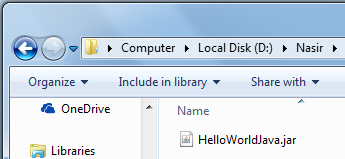 Computer Local Disk (D:) Nasir
Organize Include in library Share with
OneDrive Name
HelloWorldJava.jar
Libraries